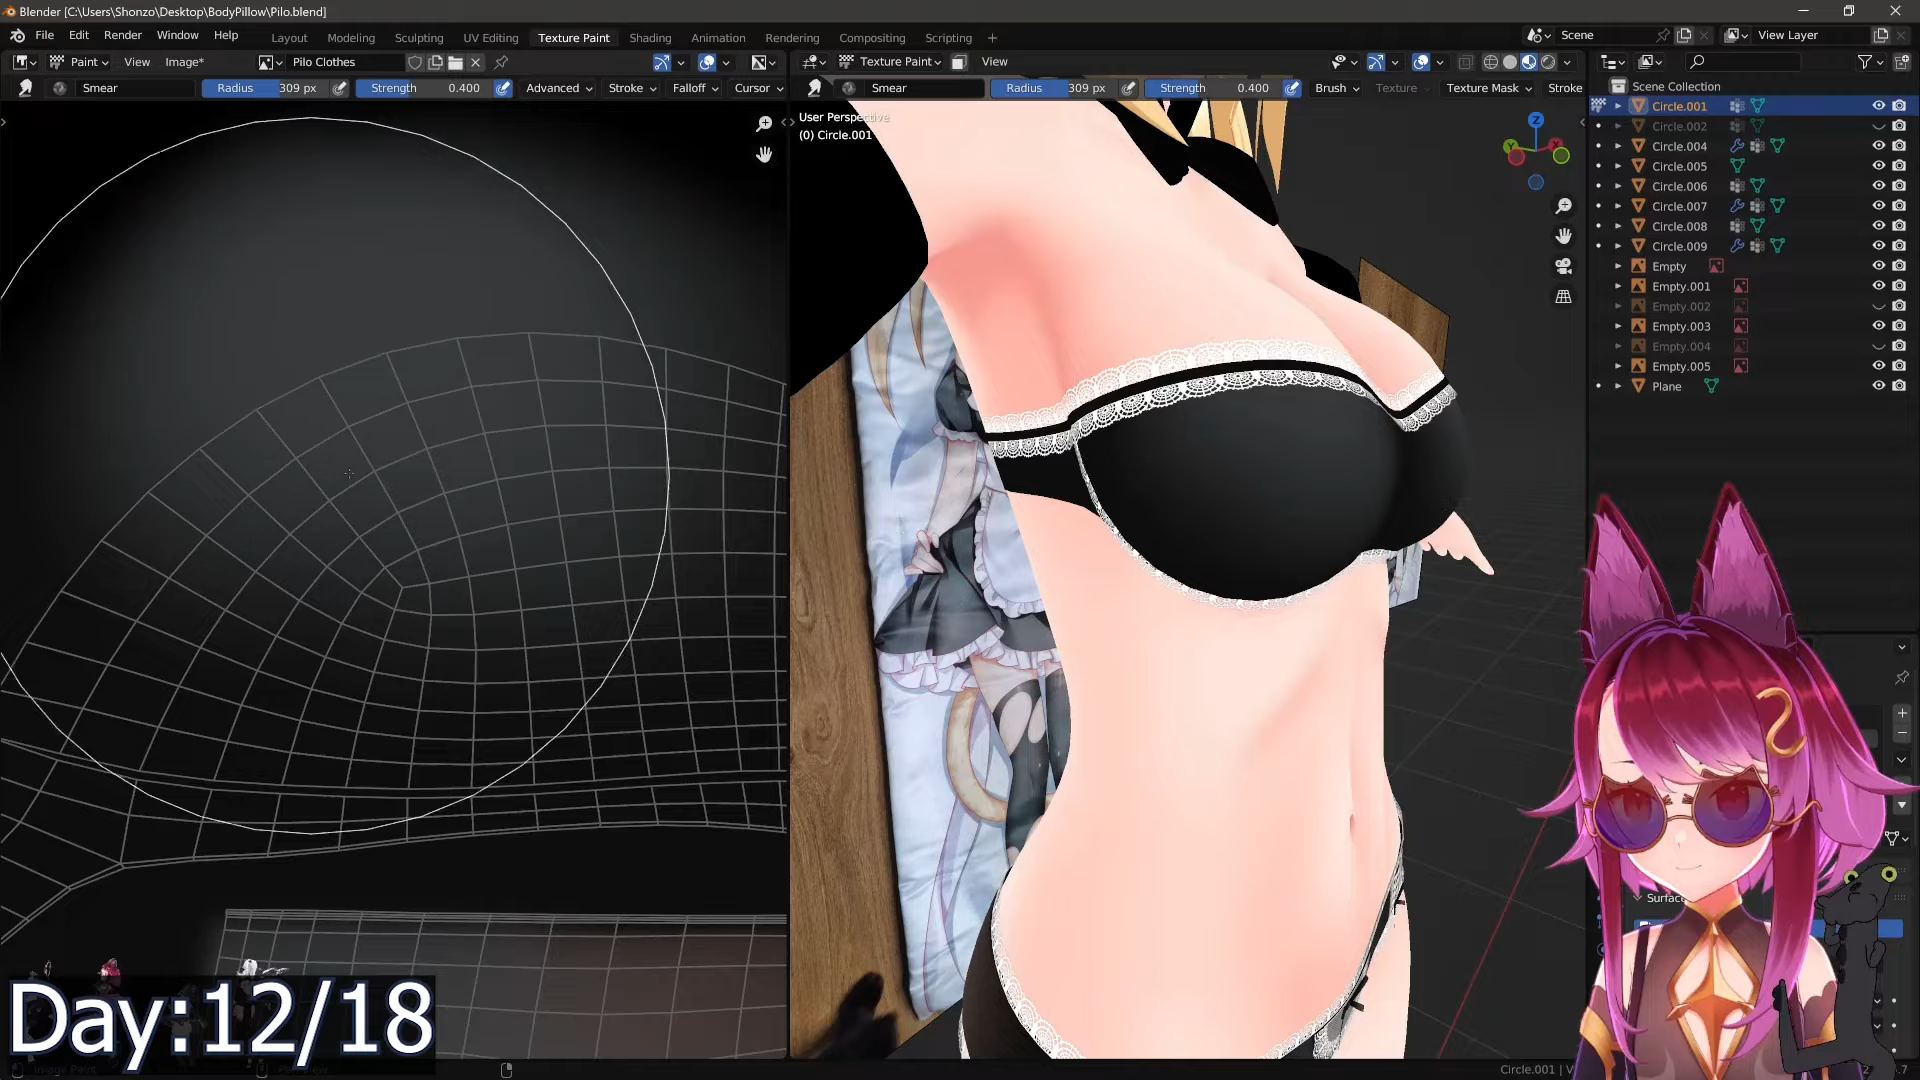 Blender [C:\Users\Shonzo\Desktop\BodyPillow\Pilo.blend]
File Edit Render Window Help Layout Modeling Sculpting UV Editing Texture Paint Shading Animation Rendering Compositing Scripting + Scene View Layer
Paint View Image* Pilo Clothes Texture Paint View
Smear Radius 309 px Strength 0.400 Advanced Stroke Falloff Cursor Smear Radius 309 px Strength 0.400 Brush Texture Texture Mask Stroke
Scene Collection
User Perspective
(0) Circle.001
Circle.001
Circle.002
Circle.004
Circle.005
Circle.006
Circle.007
Circle.008
Circle.009
Empty
Empty.001
Empty.002
Empty.003
Empty.004
Empty.005
Plane
Z
Y
Day:12/18
Image Paint
Circle.001